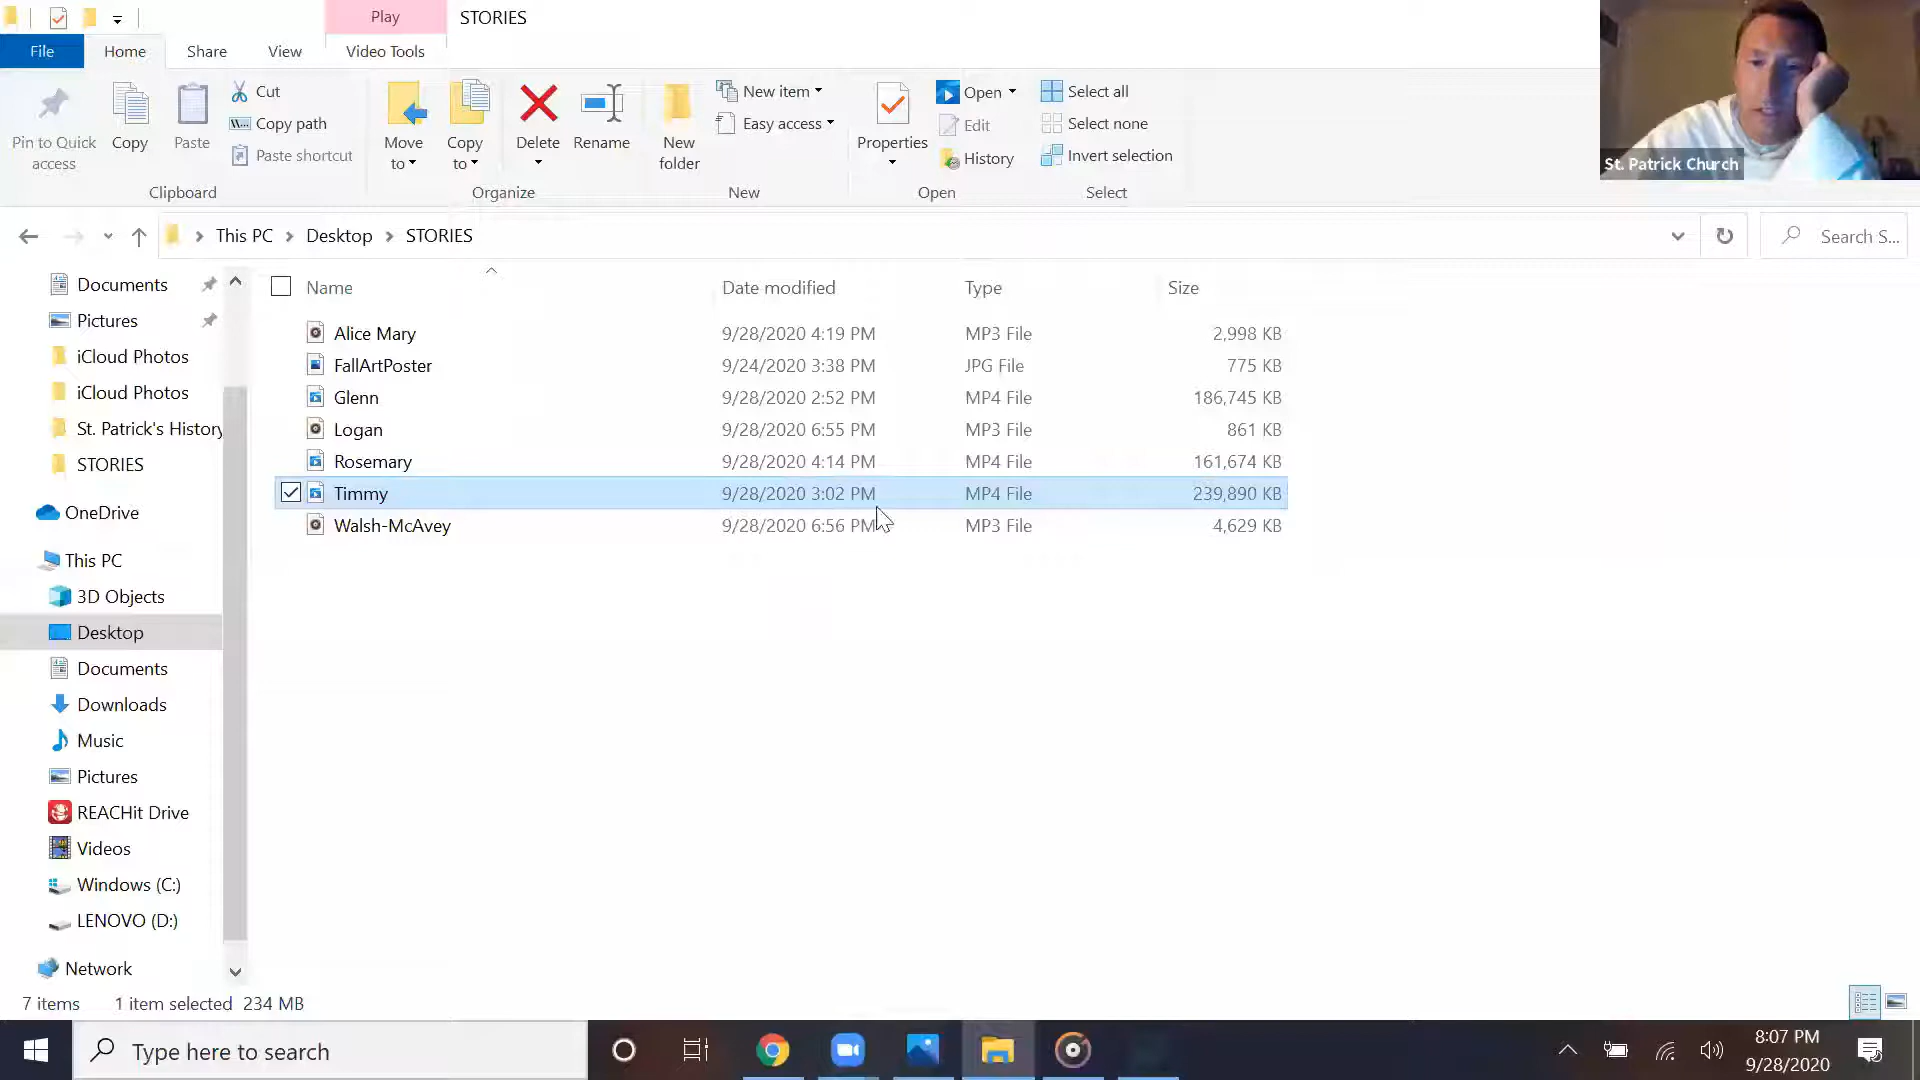 Play STORIES
File Home Share View Video Tools
Pin to Quick access
Copy
Paste
Cut
Copy path
Paste shortcut
Clipboard
Move to
Copy to
Delete
Rename
Organize
New folder
New item
Easy access
New
Properties
Open
Edit
History
Open
Select all
Select none
Invert selection
Select
St. Patrick Church
This PC Desktop STORIES
Search S...
Documents
Pictures
iCloud Photos
iCloud Photos
St. Patrick's History
STORIES
OneDrive
This PC
3D Objects
Desktop
Documents
Downloads
Music
Pictures
REACHit Drive
Videos
Windows (C:)
LENOVO (D:)
Network
Name Date modified Type Size
Alice Mary 9/28/2020 4:19 PM MP3 File 2,998 KB
FallArtPoster 9/24/2020 3:38 PM JPG File 775 KB
Glenn 9/28/2020 2:52 PM MP4 File 186,745 KB
Logan 9/28/2020 6:55 PM MP3 File 861 KB
Rosemary 9/28/2020 4:14 PM MP4 File 161,674 KB
Timmy 9/28/2020 3:02 PM MP4 File 239,890 KB
Walsh-McAvey 9/28/2020 6:56 PM MP3 File 4,629 KB
7 items 1 item selected 234 MB
Type here to search
8:07 PM
9/28/2020